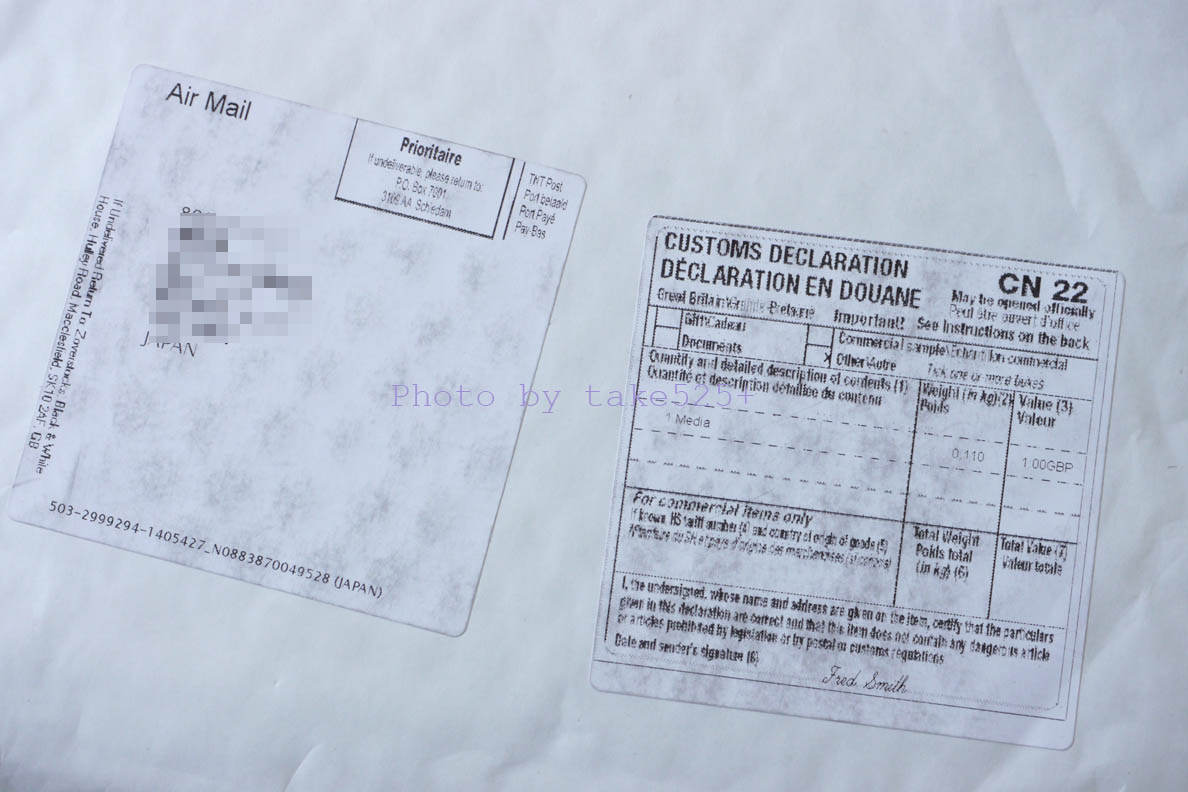 Air Mail
Prioritaire
If undeliverable, please return to:
P.O. Box 7091
3109 AA Schiedam
TNT Post
Port betaald
Port Payé
Pay-Bas
JAPAN
If Undelivered Return To Zoverstocks, Black & White
House, Hulley Road, Macclesfield, SK10 2AF, GB
503-2999294-1405427_N0883870049528 (JAPAN)
CUSTOMS DECLARATION
DÉCLARATION EN DOUANE
CN 22
May be opened officially
Peut être ouvert d'office
Great Britain\Grande-Bretagne
Important!
See instructions on the back
Gift\Cadeau
Documents
Commercial sample\Echantillon commercial
x
Other\Autre
Tick one or more boxes
Quantity and detailed description of contents (1)
Quantité et description détaillée du contenu
Weight (in kg)(2)
Poids
Value (3)
Valeur
1 Media
0.110
1.00GBP
For commercial items only
If known, HS tariff number (4) and country of origin of goods (5)
Total Weight
Poids total
(in kg) (6)
Total Value (7)
Valeur totale
I, the undersigned, whose name and address are given on the item, certify that the particulars
given in this declaration are correct and that this item does not contain any dangerous article
or articles prohibited by legislation or by postal or customs regulations
Date and sender's signature (8)
Fred Smith
Photo by take525+